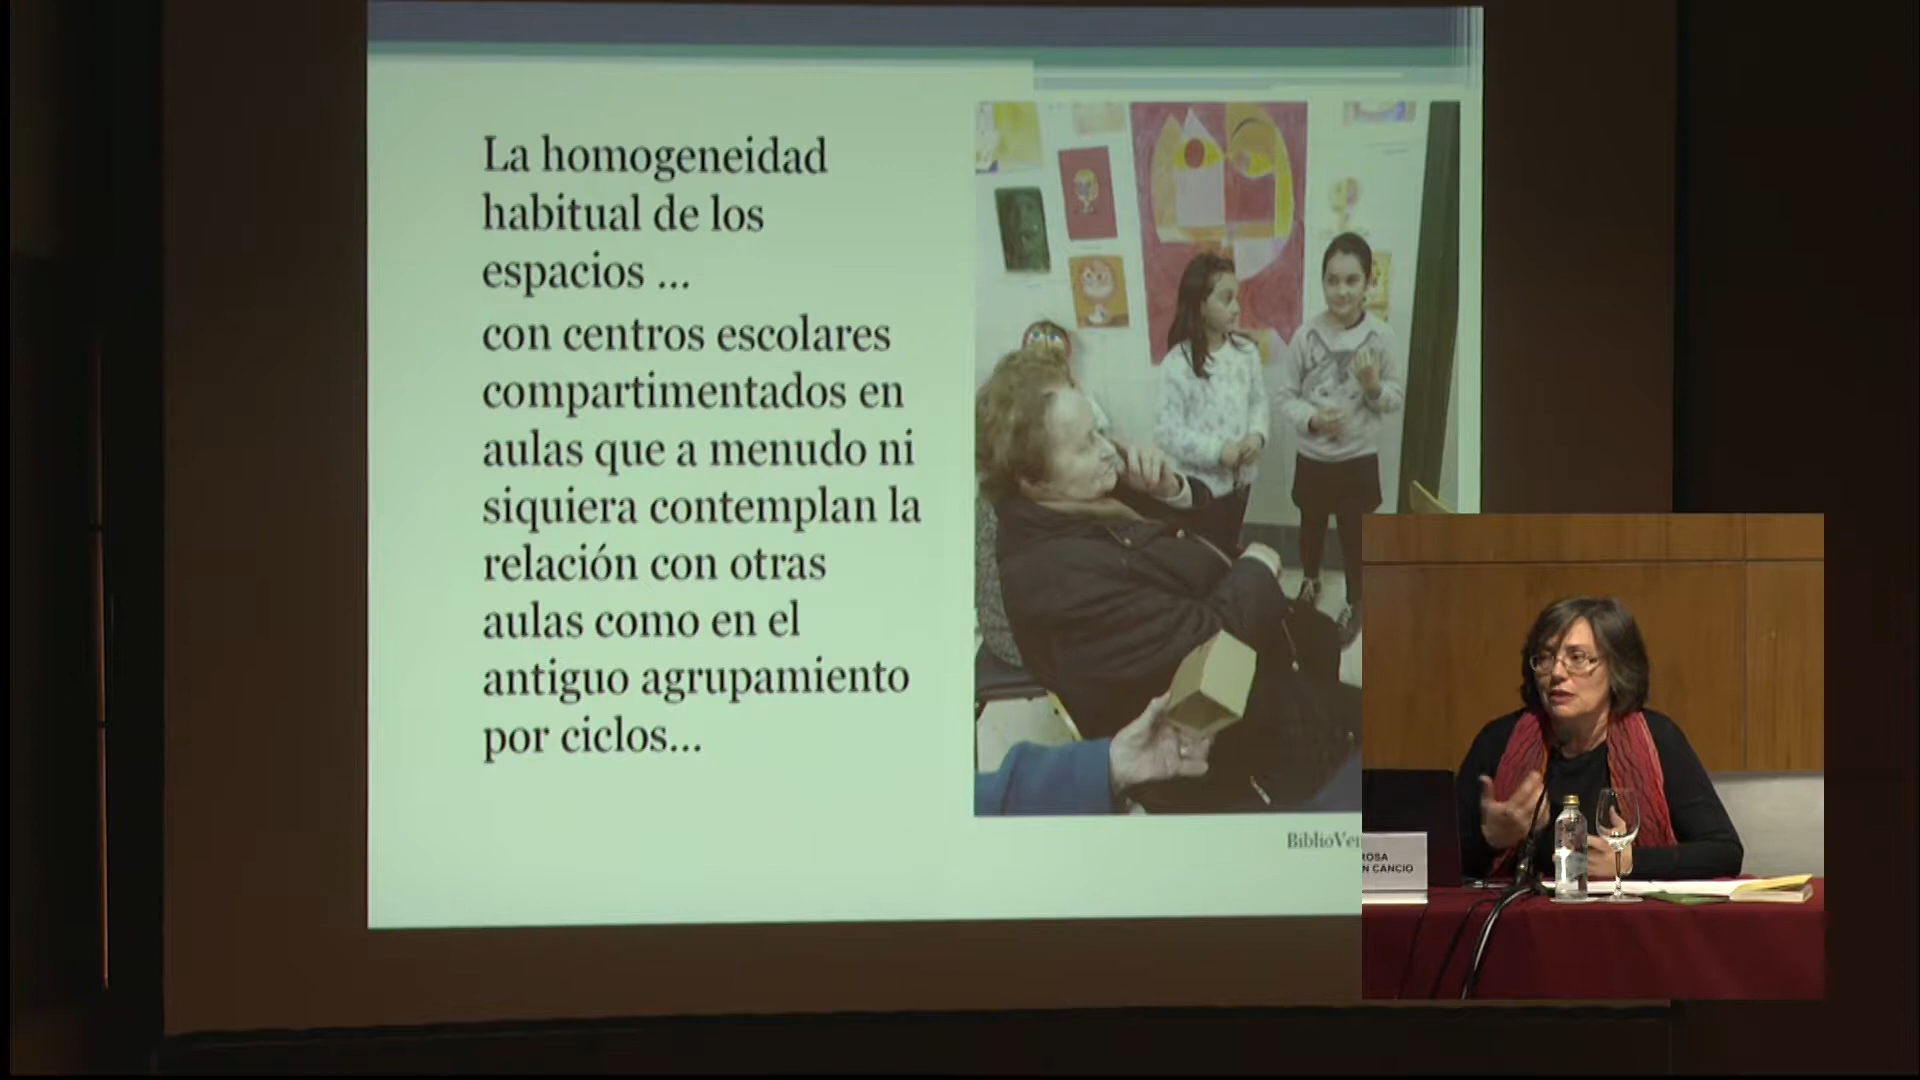 La homogeneidad
habitual de los
espacios ...
con centros escolares
compartimentados en
aulas que a menudo ni
siquiera contemplan la
relación con otras
aulas como en el
antiguo agrupamiento
por ciclos...
ROSA
CANCIO